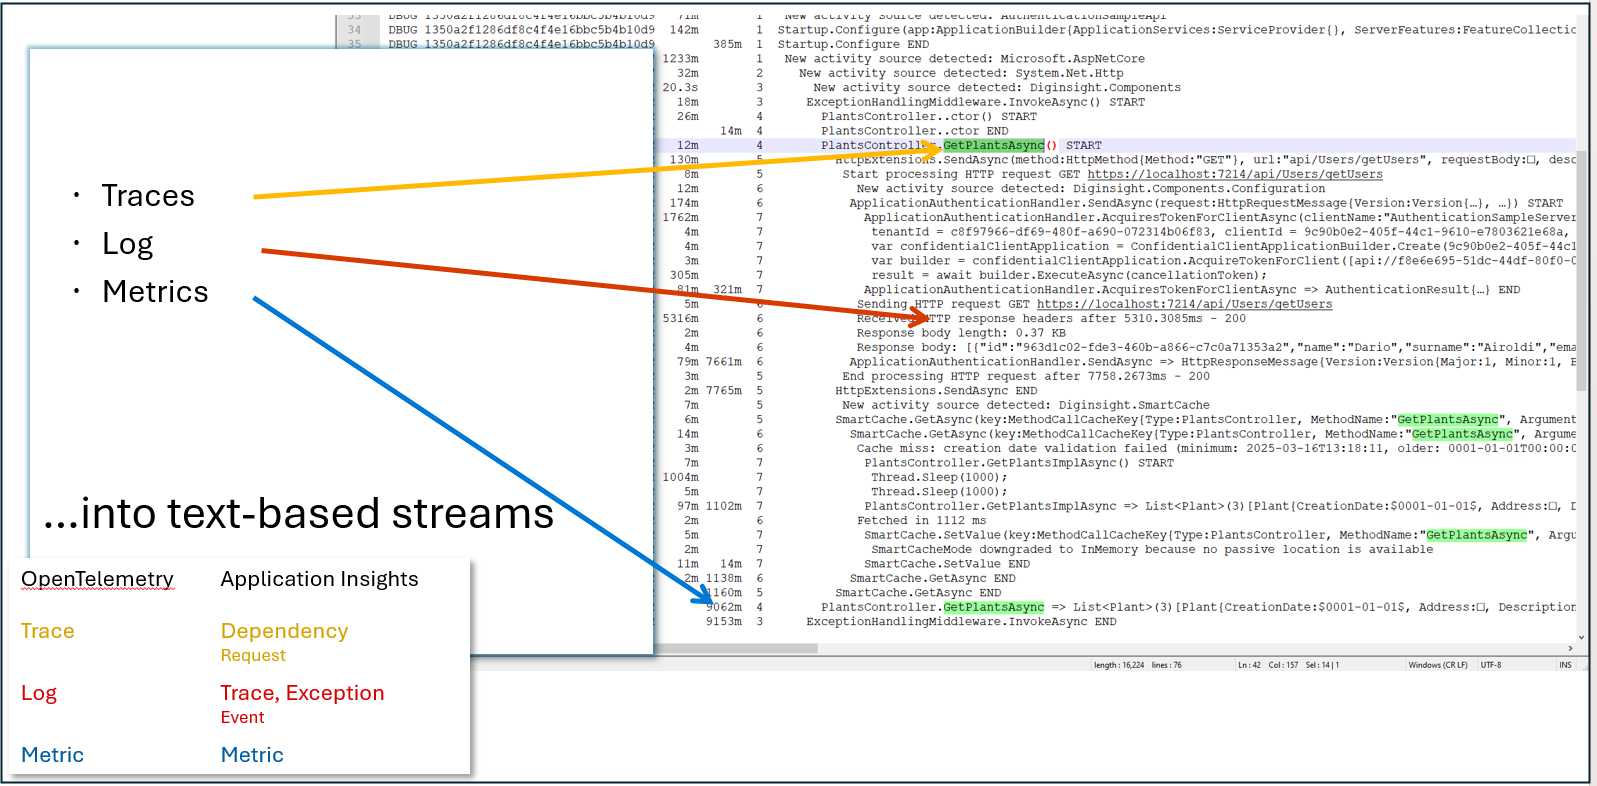 33 DBUG 1350a2f1286df8c4f4e16bbc5b4b10d9 71m 1 New activity source detected: AuthenticationSampleApi
34 DBUG 1350a2f1286df8c4f4e16bbc5b4b10d9 142m 1 Startup.Configure(app:ApplicationBuilder{ApplicationServices:ServiceProvider{}, ServerFeatures:FeatureCollectio
35 DBUG 1350a2f1286df8c4f4e16bbc5b4b10d9 385m 1 Startup.Configure END
1233m 1 New activity source detected: Microsoft.AspNetCore
32m 2 New activity source detected: System.Net.Http
20.3s 3 New activity source detected: Diginsight.Components
18m 3 ExceptionHandlingMiddleware.InvokeAsync() START
26m 4 PlantsController..ctor() START
14m 4 PlantsController..ctor END
12m 4 PlantsController.GetPlantsAsync() START
130m 5 HttpExtensions.SendAsync(method:HttpMethod{Method:"GET"}, url:"api/Users/getUsers", requestBody:□, desc
8m 5 Start processing HTTP request GET https://localhost:7214/api/Users/getUsers
12m 6 New activity source detected: Diginsight.Components.Configuration
174m 6 ApplicationAuthenticationHandler.SendAsync(request:HttpRequestMessage{Version:Version{…}, …}) START
1762m 7 ApplicationAuthenticationHandler.AcquiresTokenForClientAsync(clientName:"AuthenticationSampleServer
4m 7 tenantId = c8f97966-df69-480f-a690-072314b06f83, clientId = 9c90b0e2-405f-44c1-9610-e7803621e68a,
4m 7 var confidentialClientApplication = ConfidentialClientApplicationBuilder.Create(9c90b0e2-405f-44c1
3m 7 var builder = confidentialClientApplication.AcquireTokenForClient([api://f8e6e695-51dc-44df-80f0-0
305m 7 result = await builder.ExecuteAsync(cancellationToken);
81m 321m 7 ApplicationAuthenticationHandler.AcquiresTokenForClientAsync => AuthenticationResult{…} END
5m 6 Sending HTTP request GET https://localhost:7214/api/Users/getUsers
5316m 6 Received HTTP response headers after 5310.3085ms - 200
2m 6 Response body length: 0.37 KB
4m 6 Response body: [{"id":"963d1c02-fde3-460b-a866-c7c0a71353a2","name":"Dario","surname":"Airoldi","ema
79m 7661m 6 ApplicationAuthenticationHandler.SendAsync => HttpResponseMessage{Version:Version{Major:1, Minor:1, B
3m 5 End processing HTTP request after 7758.2673ms - 200
2m 7765m 5 HttpExtensions.SendAsync END
7m 5 New activity source detected: Diginsight.SmartCache
6m 5 SmartCache.GetAsync(key:MethodCallCacheKey{Type:PlantsController, MethodName:"GetPlantsAsync", Argument
14m 6 SmartCache.GetAsync(key:MethodCallCacheKey{Type:PlantsController, MethodName:"GetPlantsAsync", Argume
3m 6 Cache miss: creation date validation failed (minimum: 2025-03-16T13:18:11, older: 0001-01-01T00:00:0
7m 7 PlantsController.GetPlantsImplAsync() START
1004m 7 Thread.Sleep(1000);
5m 7 Thread.Sleep(1000);
97m 1102m 7 PlantsController.GetPlantsImplAsync => List<Plant>(3)[Plant{CreationDate:$0001-01-01$, Address:□, D
2m 6 Fetched in 1112 ms
5m 7 SmartCache.SetValue(key:MethodCallCacheKey{Type:PlantsController, MethodName:"GetPlantsAsync", Argu
2m 7 SmartCacheMode downgraded to InMemory because no passive location is available
11m 14m 7 SmartCache.SetValue END
2m 1138m 6 SmartCache.GetAsync END
1160m 5 SmartCache.GetAsync END
9062m 4 PlantsController.GetPlantsAsync => List<Plant>(3)[Plant{CreationDate:$0001-01-01$, Address:□, Description
9153m 3 ExceptionHandlingMiddleware.InvokeAsync END
length : 16,224 lines : 76 Ln : 42 Col : 157 Sel : 14 | 1 Windows (CR LF) UTF-8 INS
· Traces
· Log
· Metrics
...into text-based streams
OpenTelemetry Application Insights
Trace Dependency
Request
Log Trace, Exception
Event
Metric Metric